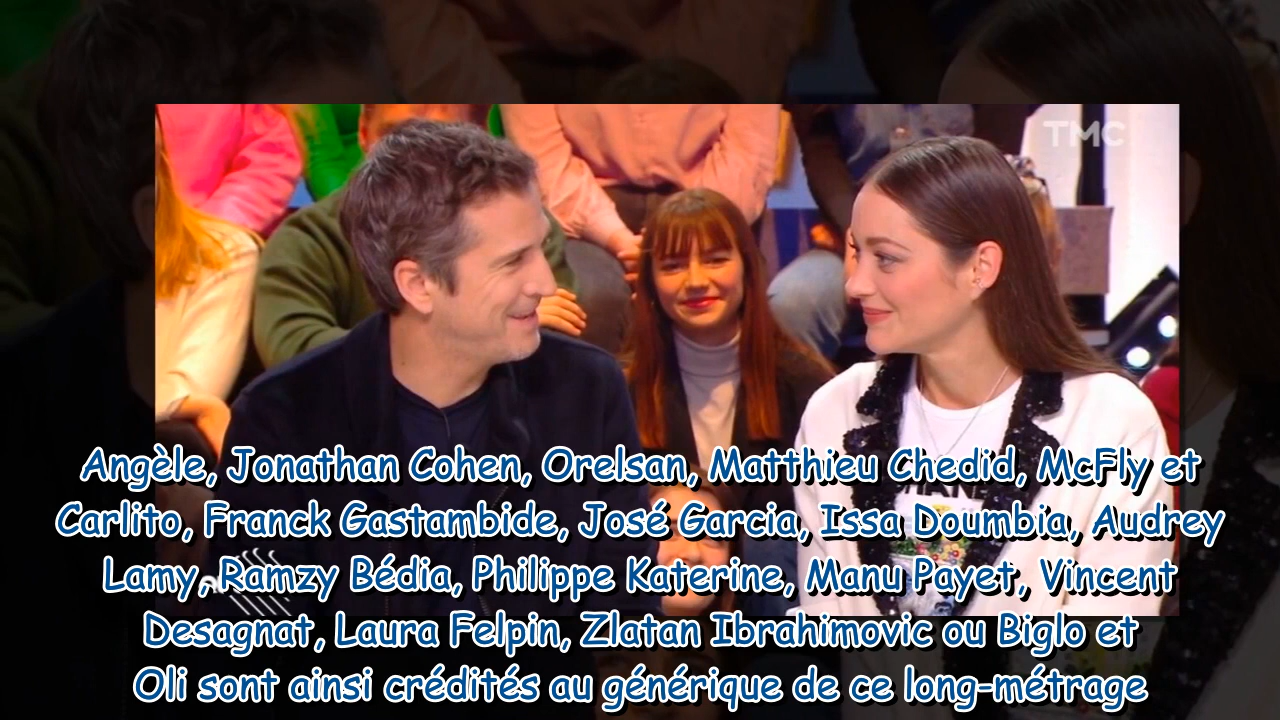 TMC
Angèle, Jonathan Cohen, Orelsan, Matthieu Chedid, McFly et
Carlito, Franck Gastambide, José Garcia, Issa Doumbia, Audrey
Lamy, Ramzy Bédia, Philippe Katerine, Manu Payet, Vincent
Desagnat, Laura Felpin, Zlatan Ibrahimovic ou Biglo et
Oli sont ainsi crédités au générique de ce long-métrage